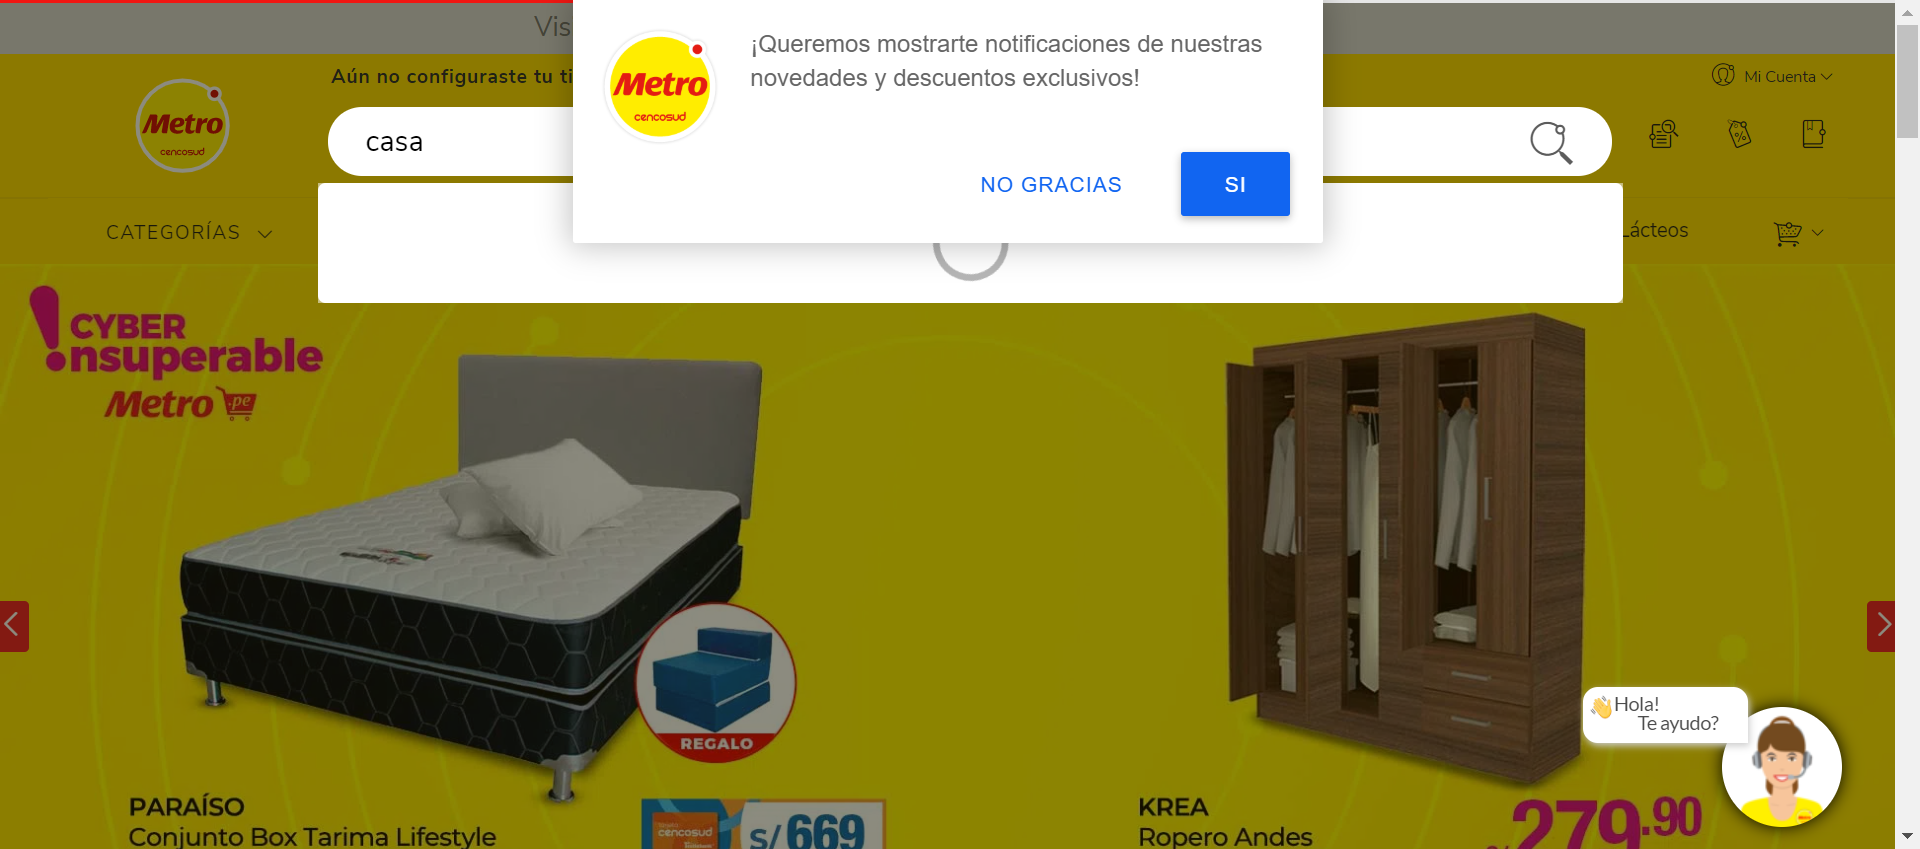 Vis
¡Queremos mostrarte notificaciones de nuestras
novedades y descuentos exclusivos!
Metro
cencosud
NO GRACIAS
SI
Aún no configuraste tu ti
Mi Cuenta
Metro
cencosud
casa
CATEGORÍAS
Lácteos
CYBER
nsuperable
Metro .pe
REGALO
Hola!
Te ayudo?
PARAÍSO
Conjunto Box Tarima Lifestyle
cencosud
S/ 669
KREA
Ropero Andes
S/ 279.90